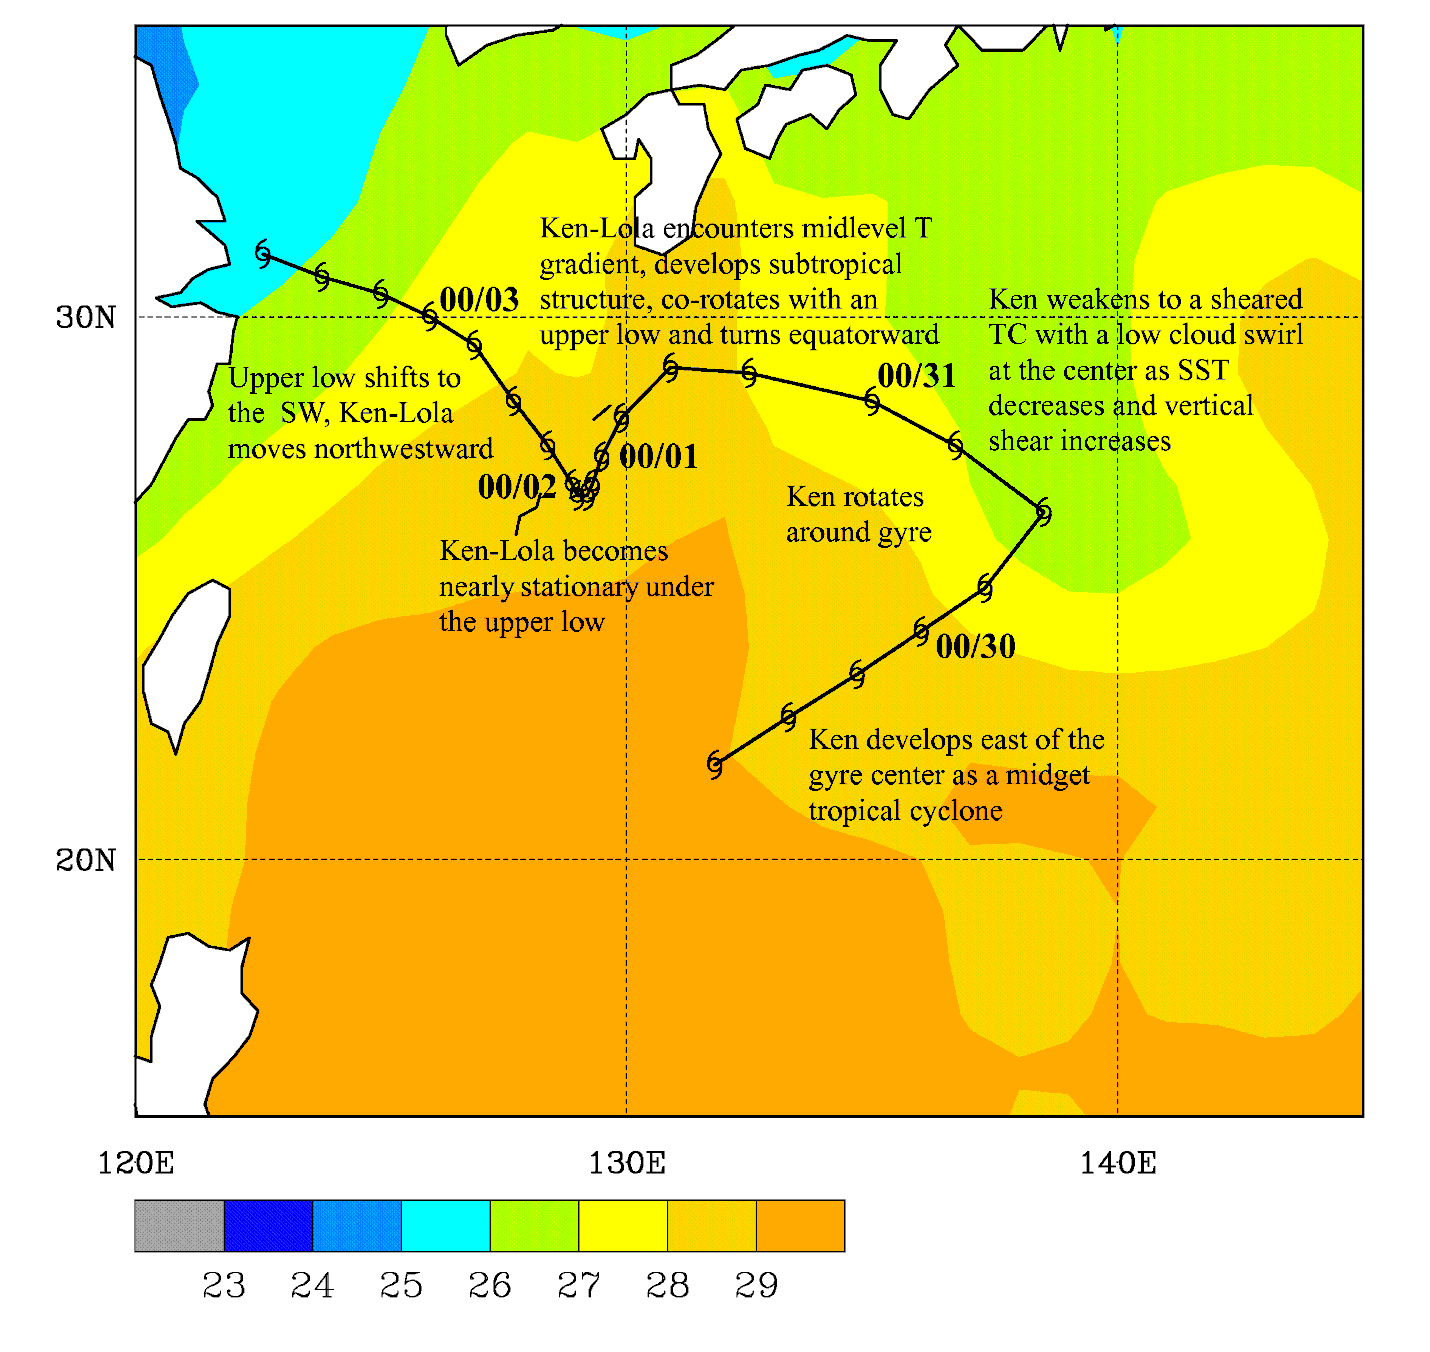 Ken-Lola encounters midlevel T
gradient, develops subtropical
structure, co-rotates with an
upper low and turns equatorward
00/03
30N
Ken weakens to a sheared
TC with a low cloud swirl
at the center as SST
decreases and vertical
shear increases
00/31
Upper low shifts to
the  SW, Ken-Lola
moves northwestward
00/01
00/02
Ken rotates
around gyre
Ken-Lola becomes
nearly stationary under
the upper low
00/30
Ken develops east of the
gyre center as a midget
tropical cyclone
20N
120E 130E 140E
23 24 25 26 27 28 29